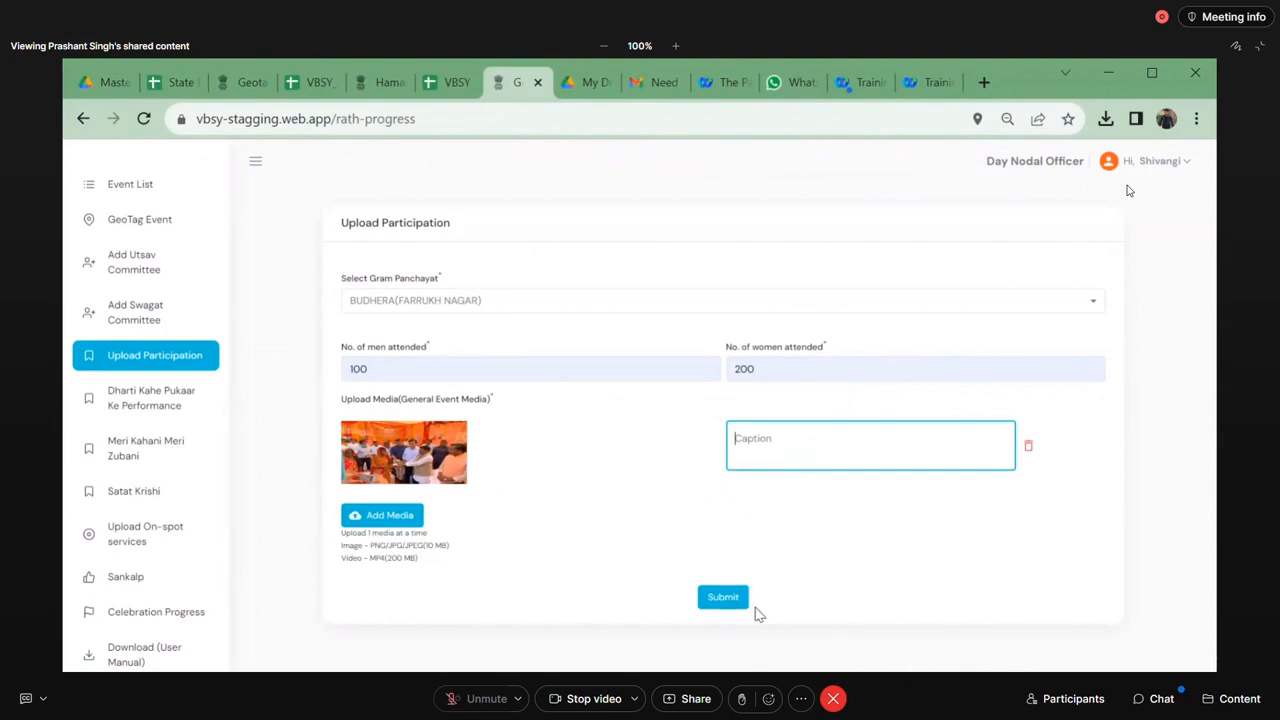 Meeting info
Viewing Prashant Singh's shared content
100%
Maste
State
Geota
VBSY_
Hama
VBSY
G
My Dr
Need
The Pa
What
Traini
Traini
vbsy-stagging.web.app/rath-progress
Day Nodal Officer
Hi, Shivangi
Event List
GeoTag Event
Add Utsav
Committee
Add Swagat
Committee
Upload Participation
Dharti Kahe Pukaar
Ke Performance
Meri Kahani Meri
Zubani
Satat Krishi
Upload On-spot
services
Sankalp
Celebration Progress
Download (User
Manual)
Upload Participation
Select Gram Panchayat*
BUDHERA(FARRUKH NAGAR)
No. of men attended*
No. of women attended*
100
200
Upload Media(General Event Media)*
Caption
Add Media
Upload 1 media at a time
Image - PNG/JPG/JPEG(10 MB)
Video - MP4(200 MB)
Submit
CC
Unmute
Stop video
Share
Participants
Chat
Content